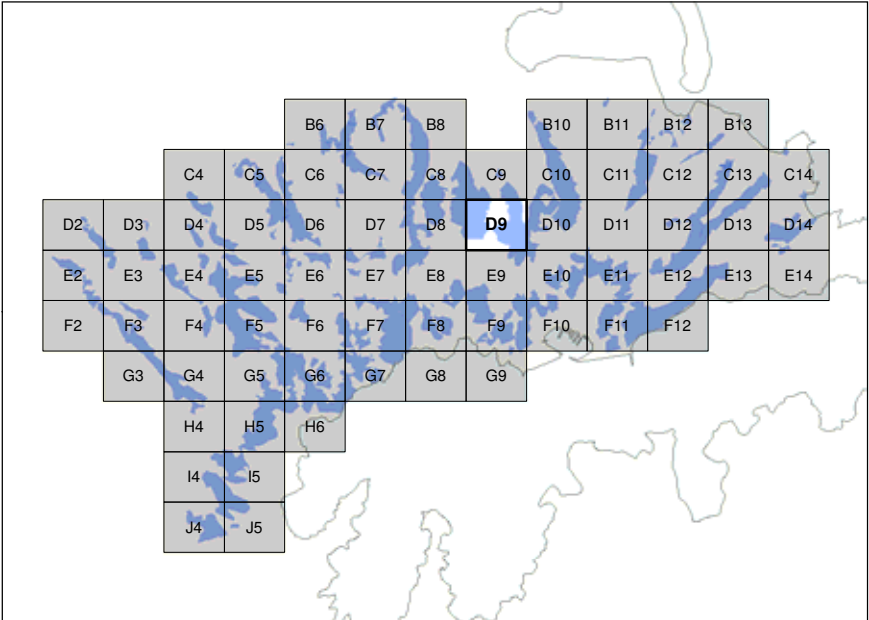 B6 B7 B8 B10 B11 B12 B13
C4 C5 C6 C7 C8 C9 C10 C11 C12 C13 C14
D2 D3 D4 D5 D6 D7 D8 D9 D10 D11 D12 D13 D14
E2 E3 E4 E5 E6 E7 E8 E9 E10 E11 E12 E13 E14
F2 F3 F4 F5 F6 F7 F8 F9 F10 F11 F12
G3 G4 G5 G6 G7 G8 G9
H4 H5 H6
I4 I5
J4 J5